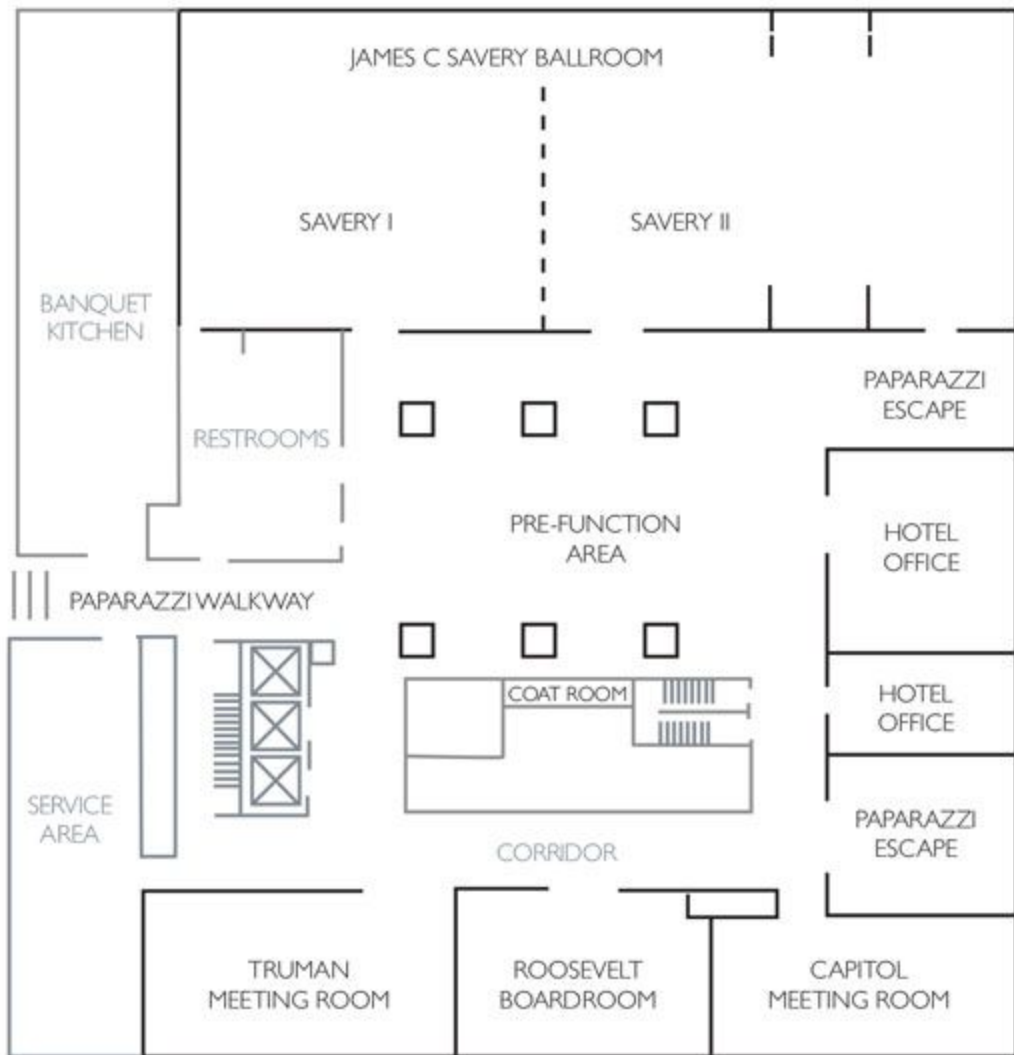 JAMES C SAVERY BALLROOM
SAVERY I
SAVERY II
BANQUET
KITCHEN
PAPARAZZI
ESCAPE
RESTROOMS
PRE-FUNCTION
AREA
HOTEL
OFFICE
PAPARAZZI WALKWAY
COAT ROOM
HOTEL
OFFICE
SERVICE
AREA
PAPARAZZI
ESCAPE
CORRIDOR
TRUMAN
MEETING ROOM
ROOSEVELT
BOARDROOM
CAPITOL
MEETING ROOM